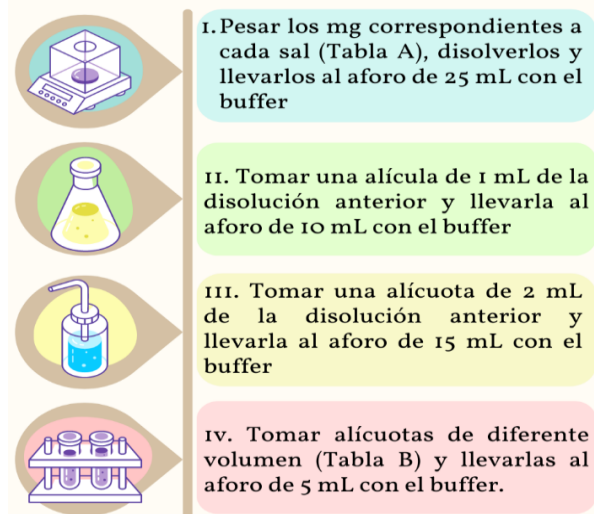 I. Pesar los mg correspondientes a
cada sal (Tabla A), disolverlos y
llevarlos al aforo de 25 mL con el
buffer
II. Tomar una alícula de 1 mL de la
disolución anterior y llevarla al
aforo de 10 mL con el buffer
III. Tomar una alícuota de 2 mL
de la disolución anterior y
llevarla al aforo de 15 mL con el
buffer
IV. Tomar alícuotas de diferente
volumen (Tabla B) y llevarlas al
aforo de 5 mL con el buffer.